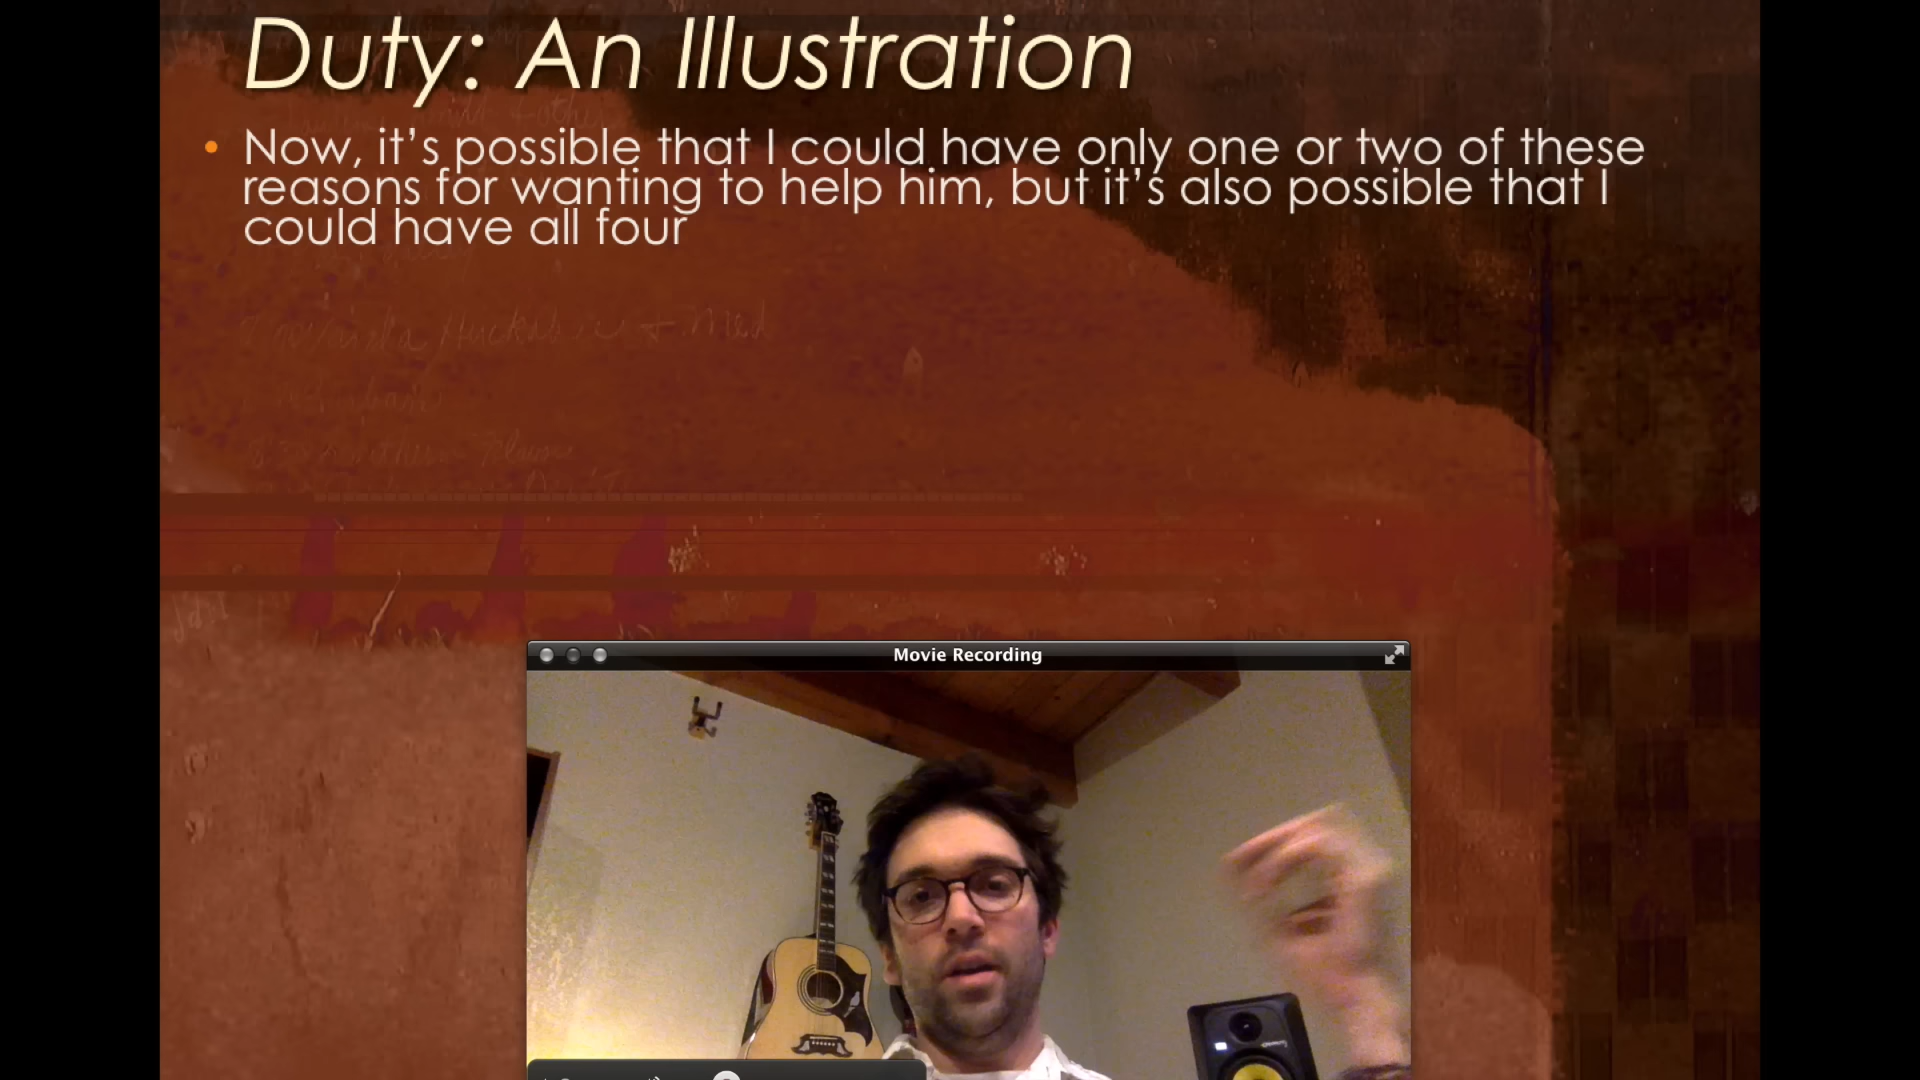 Duty: An Illustration
• Now, it's possible that I could have only one or two of these
reasons for wanting to help him, but it's also possible that I
could have all four
Movie Recording